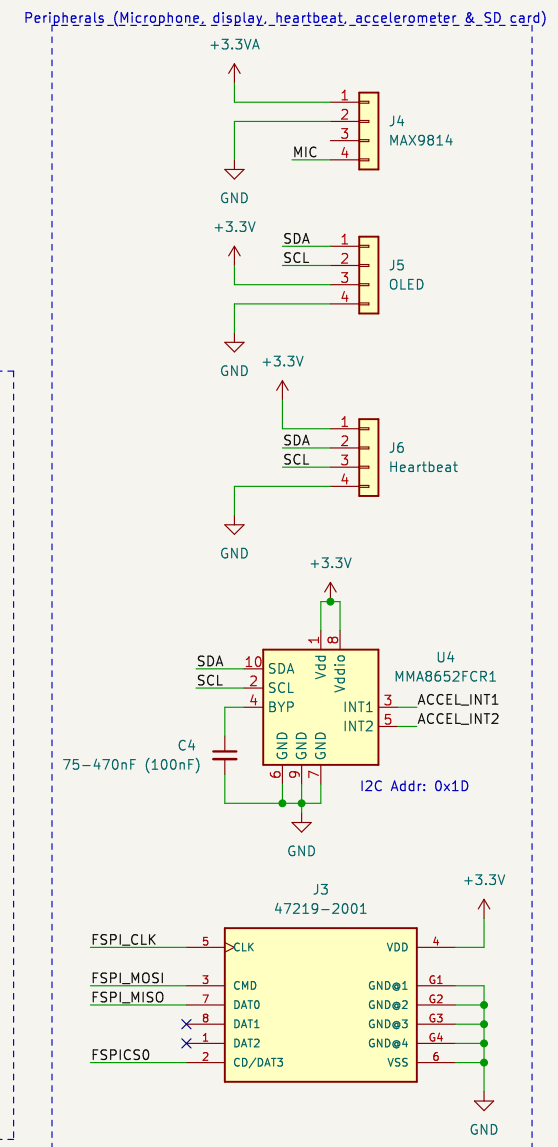 Peripherals (Microphone, display, heartbeat, accelerometer & SD card)
+3.3VA
1
2
3
4
MIC
J4
MAX9814
GND
+3.3V
SDA
SCL
1
2
3
4
J5
OLED
GND
+3.3V
SDA
SCL
1
2
3
4
J6
Heartbeat
GND
+3.3V
1
8
Vdd
Vddio
U4
MMA8652FCR1
SDA 10 SDA
SCL 2 SCL
4 BYP
INT1 3 ACCEL_INT1
INT2 5 ACCEL_INT2
GND
GND
GND
6
9
7
C4
75-470nF (100nF)
I2C Addr: 0x1D
GND
J3
47219-2001
+3.3V
FSPI_CLK 5 CLK
VDD 4
FSPI_MOSI 3 CMD
GND@1 G1
FSPI_MISO 7 DAT0
GND@2 G2
8 DAT1
GND@3 G3
1 DAT2
GND@4 G4
FSPICS0 2 CD/DAT3
VSS 6
GND